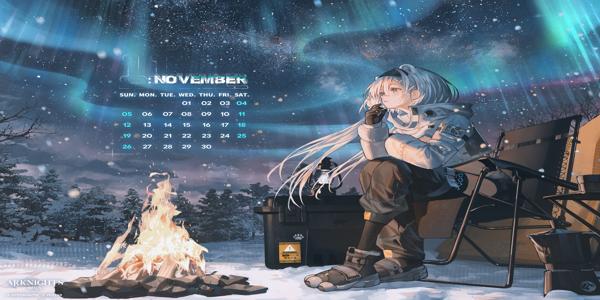 : NOVEMBER
SUN. MON. TUE. WED. THU. FRI. SAT.
01 02 03 04
05 06 07 08 09 10 11
12 13 14 15 16 17 18
19 20 21 22 23 24 25
26 27 28 29 30
ARKNIGHTS